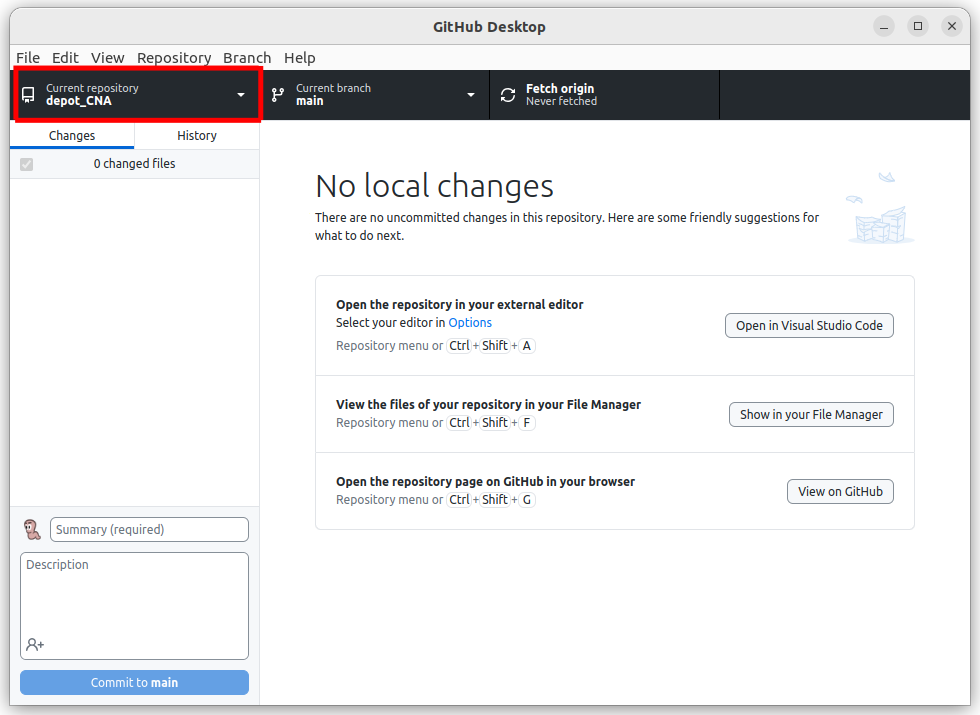 GitHub Desktop
File Edit View Repository Branch Help
Current repository
depot_CNA
Current branch
main
Fetch origin
Never fetched
Changes
History
0 changed files
No local changes
There are no uncommitted changes in this repository. Here are some friendly suggestions for
what to do next.
Open the repository in your external editor
Select your editor in Options
Repository menu or Ctrl + Shift + A
Open in Visual Studio Code
View the files of your repository in your File Manager
Repository menu or Ctrl + Shift + F
Show in your File Manager
Open the repository page on GitHub in your browser
Repository menu or Ctrl + Shift + G
View on GitHub
Summary (required)
Description
Commit to main